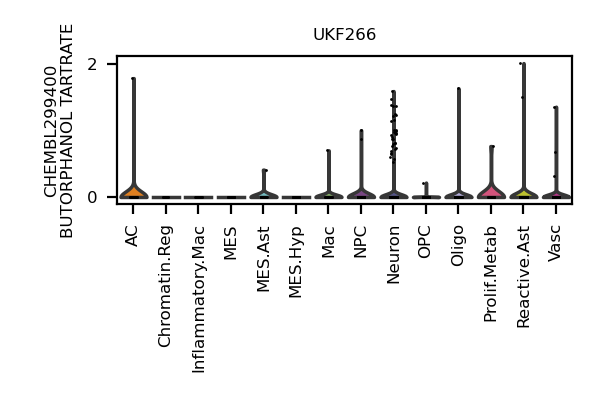 UKF266
CHEMBL299400
BUTORPHANOL TARTRATE
2
0
AC
Chromatin.Reg
Inflammatory.Mac
MES
MES.Ast
MES.Hyp
Mac
NPC
Neuron
OPC
Oligo
Prolif.Metab
Reactive.Ast
Vasc